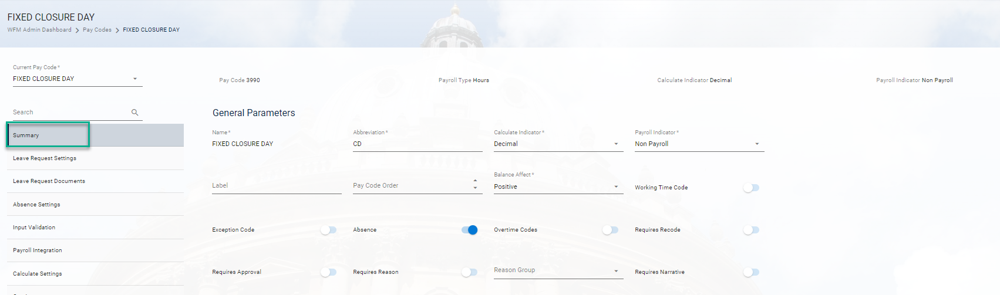 FIXED CLOSURE DAY
WFM Admin Dashboard > Pay Codes > FIXED CLOSURE DAY
Current Pay Code *
FIXED CLOSURE DAY
Pay Code 3990
Payroll Type Hours
Calculate Indicator Decimal
Payroll Indicator Non Payroll
Search
Summary
Leave Request Settings
Leave Request Documents
Absence Settings
Input Validation
Payroll Integration
Calculate Settings
General Parameters
Name *
FIXED CLOSURE DAY
Abbreviation *
CD
Calculate Indicator *
Decimal
Payroll Indicator *
Non Payroll
Label
Pay Code Order
Balance Affect *
Positive
Working Time Code
Exception Code
Absence
Overtime Codes
Requires Recode
Requires Approval
Requires Reason
Reason Group
Requires Narrative